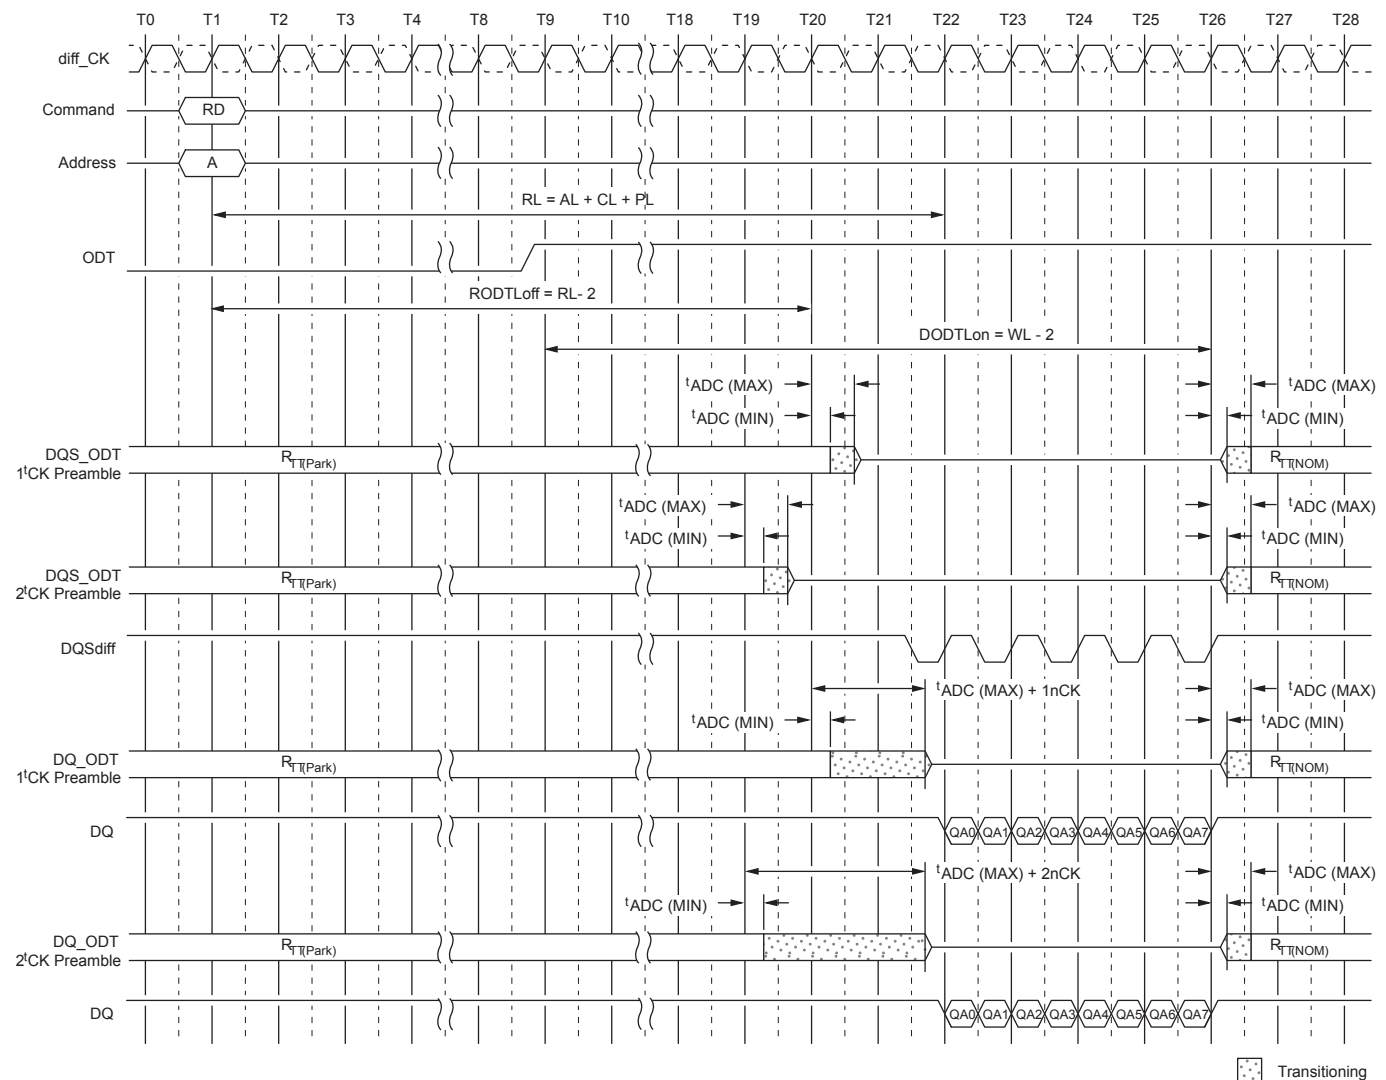 T0 T1 T2 T3 T4 T8 T9 T10 T18 T19 T20 T21 T22 T23 T24 T25 T26 T27 T28
diff_CK
Command RD
Address A
RL = AL + CL + PL
ODT
RODTLoff = RL- 2
DODTLon = WL - 2
tADC (MAX) tADC (MAX)
tADC (MIN) tADC (MIN)
DQS_ODT
1tCK Preamble RTT(Park) RTT(NOM)
tADC (MAX) tADC (MAX)
tADC (MIN) tADC (MIN)
DQS_ODT
2tCK Preamble RTT(Park) RTT(NOM)
DQSdiff
tADC (MAX) + 1nCK tADC (MAX)
tADC (MIN) tADC (MIN)
DQ_ODT
1tCK Preamble RTT(Park) RTT(NOM)
DQ QA0 QA1 QA2 QA3 QA4 QA5 QA6 QA7
tADC (MAX) + 2nCK tADC (MAX)
tADC (MIN) tADC (MIN)
DQ_ODT
2tCK Preamble RTT(Park) RTT(NOM)
DQ QA0 QA1 QA2 QA3 QA4 QA5 QA6 QA7
Transitioning